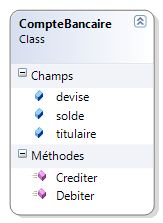 CompteBancaire
Class
Champs
devise
solde
titulaire
Méthodes
Crediter
Debiter